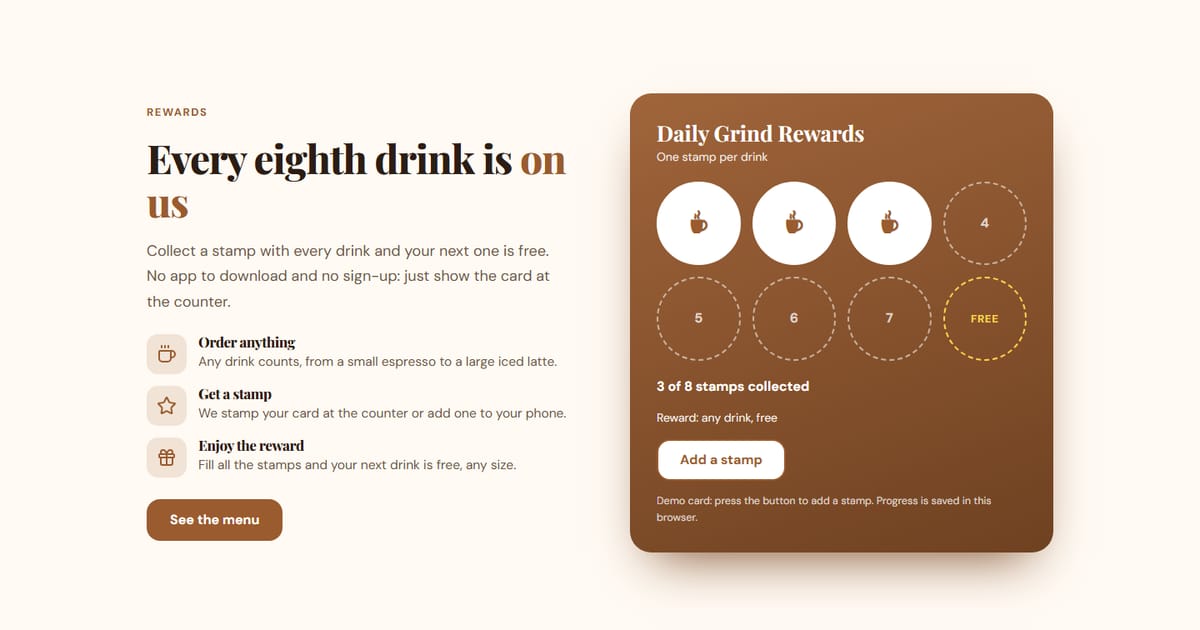 REWARDS
Every eighth drink is on
us
Collect a stamp with every drink and your next one is free.
No app to download and no sign-up: just show the card at
the counter.
Order anything
Any drink counts, from a small espresso to a large iced latte.
Get a stamp
We stamp your card at the counter or add one to your phone.
Enjoy the reward
Fill all the stamps and your next drink is free, any size.
See the menu
Daily Grind Rewards
One stamp per drink
4
5 6 7 FREE
3 of 8 stamps collected
Reward: any drink, free
Add a stamp
Demo card: press the button to add a stamp. Progress is saved in this
browser.